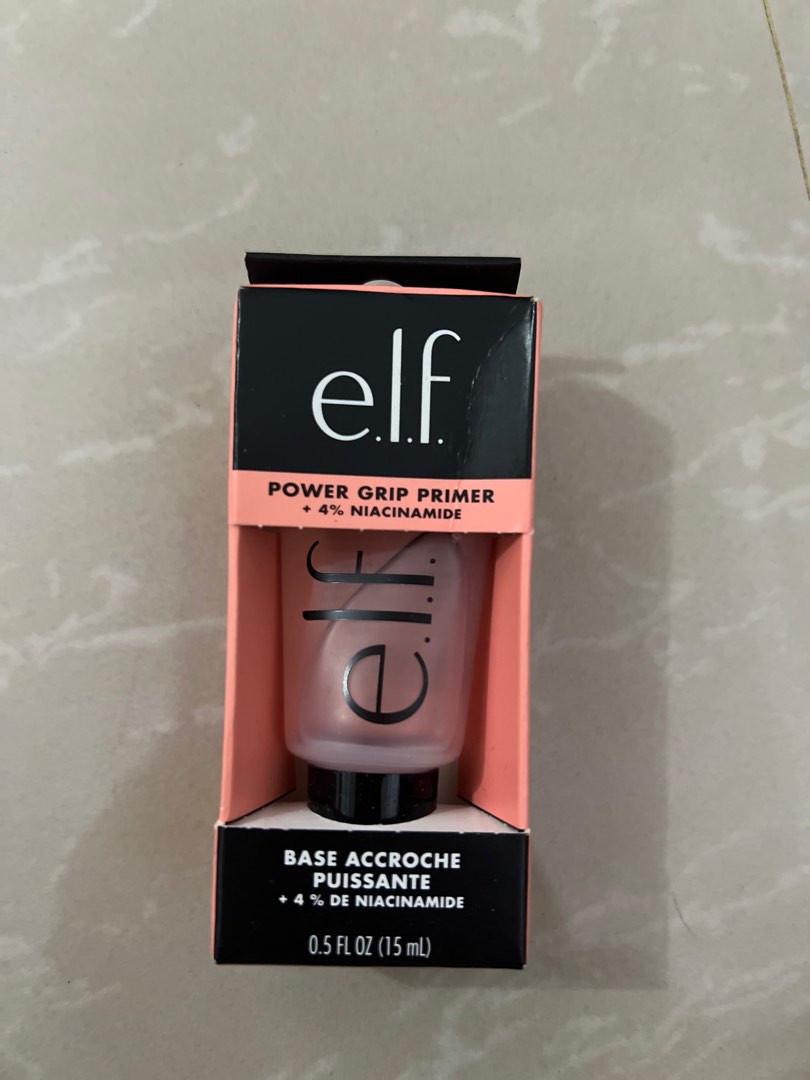 e.l.f.
POWER GRIP PRIMER
+ 4% NIACINAMIDE
e.l.f.
BASE ACCROCHE
PUISSANTE
+ 4 % DE NIACINAMIDE
0.5 FL OZ (15 mL)